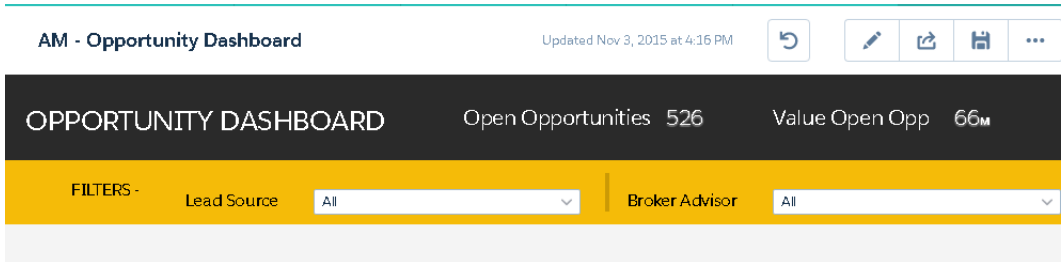 AM - Opportunity Dashboard Updated Nov 3, 2015 at 4:16 PM
OPPORTUNITY DASHBOARD Open Opportunities 526 Value Open Opp 66M
FILTERS - Lead Source All Broker Advisor All